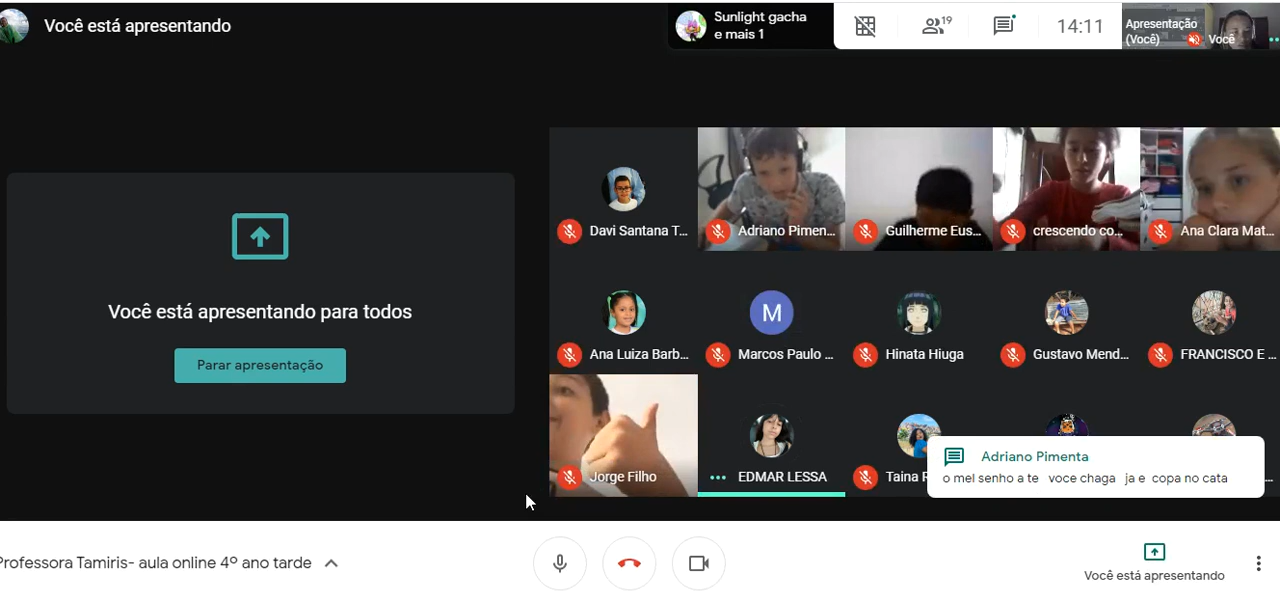 Você está apresentando
Sunlight gacha
e mais 1
19
14:11
Apresentação
(Você)
Você
Você está apresentando para todos
Parar apresentação
Davi Santana T...
Adriano Pimen...
Guilherme Eus...
crescendo co...
Ana Clara Mat...
Ana Luiza Barb...
M
Marcos Paulo ...
Hinata Hiuga
Gustavo Mend...
FRANCISCO E ...
Jorge Filho
EDMAR LESSA
Taina
Adriano Pimenta
o mel senho a te voce chaga ja e copa no cata
Professora Tamiris- aula online 4º ano tarde
Você está apresentando